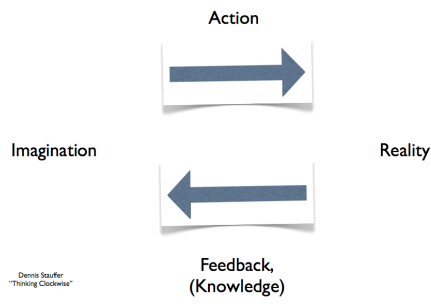 Action
Imagination
Reality
Feedback,
(Knowledge)
Dennis Stauffer
"Thinking Clockwise"